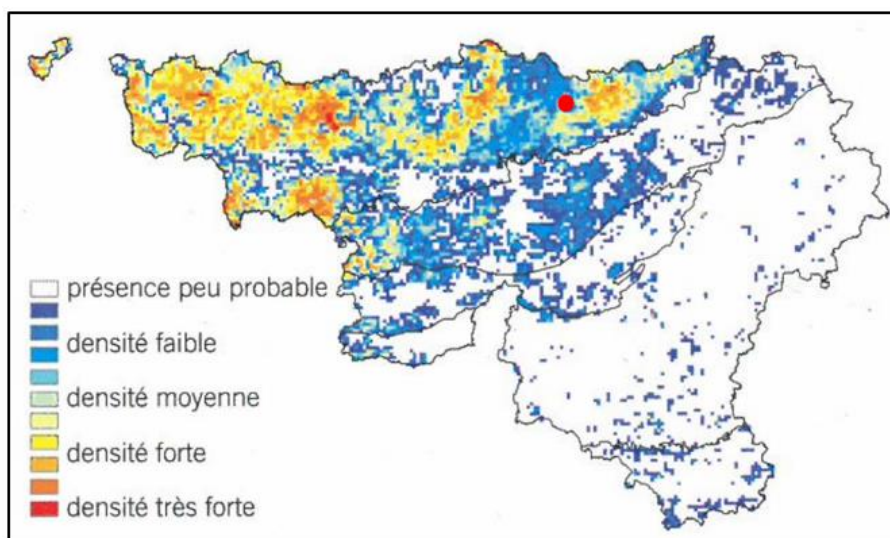 présence peu probable
densité faible
densité moyenne
densité forte
densité très forte